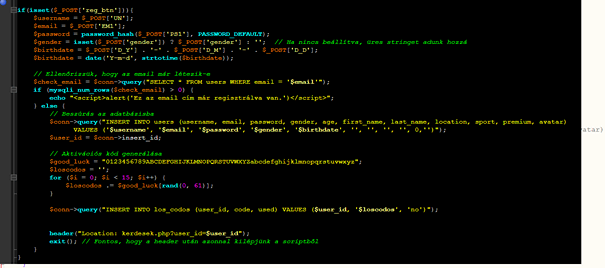 if(isset($_POST['reg_btn'])){
$username = $_POST['UN'];
$email = $_POST['EM1'];
$password = password_hash($_POST['PS1'], PASSWORD_DEFAULT);
$gender = isset($_POST['gender']) ? $_POST['gender'] : ''; // Ha nincs beállítva, üres stringet adunk hozzá
$birthdate = $_POST['D_Y'] . '-' . $_POST['D_M'] . '-' . $_POST['D_D'];
$birthdate = date('Y-m-d', strtotime($birthdate));
// Ellenőrizzük, hogy az email már létezik-e
$check_email = $conn->query("SELECT * FROM users WHERE email = '$email'");
if (mysqli_num_rows($check_email) > 0) {
echo "<script>alert('Ez az email cím már regisztrálva van.')</script>";
} else {
// Beszúrás az adatbázisba
$conn->query("INSERT INTO users (username, email, password, gender, age, first_name, last_name, location, sport, premium, avatar)
VALUES ('$username', '$email', '$password', '$gender', '$birthdate', '', '', '', '', 0,'')");
$user_id = $conn->insert_id;
// Aktivációs kód generálása
$good_luck = "0123456789ABCDEFGHIJKLMNOPQRSTUVWXYZabcdefghijklmnopqrstuvwxyz";
$loscodos = '';
for ($i = 0; $i < 15; $i++) {
$loscodos .= $good_luck[rand(0, 61)];
}
$conn->query("INSERT INTO los_codos (user_id, code, used) VALUES ($user_id, '$loscodos', 'no')");
header("Location: kerdesek.php?user_id=$user_id");
exit(); // Fontos, hogy a header után azonnal kilépjünk a scriptből
}
}